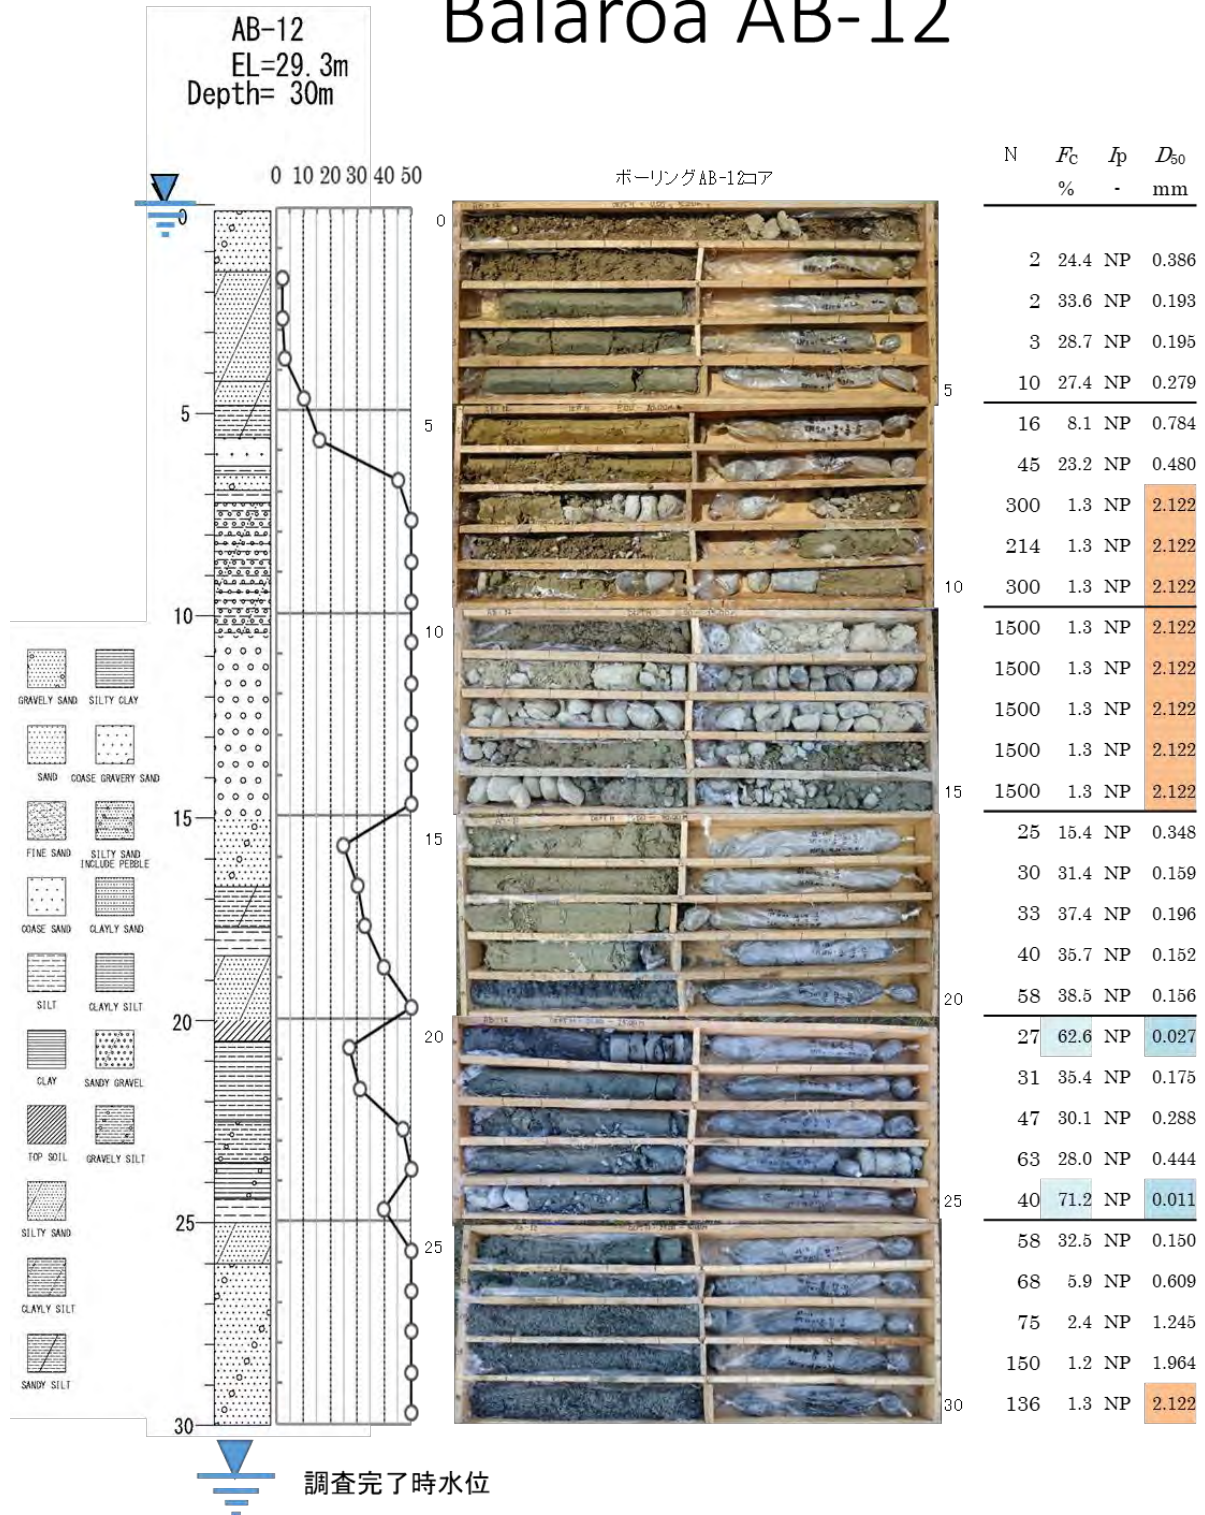 Balaroa AB-12
AB-12
EL=29.3m
Depth= 30m
0 10 20 30 40 50
ボーリングAB-12コア
N FC Ip D50
% - mm
0
5
10
15
20
25
30
0
5
5
10
10
15
15
20
20
25
25
30
2 24.4 NP 0.386
2 33.6 NP 0.193
3 28.7 NP 0.195
10 27.4 NP 0.279
16 8.1 NP 0.784
45 23.2 NP 0.480
300 1.3 NP 2.122
214 1.3 NP 2.122
300 1.3 NP 2.122
1500 1.3 NP 2.122
1500 1.3 NP 2.122
1500 1.3 NP 2.122
1500 1.3 NP 2.122
1500 1.3 NP 2.122
25 15.4 NP 0.348
30 31.4 NP 0.159
33 37.4 NP 0.196
40 35.7 NP 0.152
58 38.5 NP 0.156
27 62.6 NP 0.027
31 35.4 NP 0.175
47 30.1 NP 0.288
63 28.0 NP 0.444
40 71.2 NP 0.011
58 32.5 NP 0.150
68 5.9 NP 0.609
75 2.4 NP 1.245
150 1.2 NP 1.964
136 1.3 NP 2.122
GRAVELY SAND SILTY CLAY
SAND COASE GRAVERY SAND
FINE SAND SILTY SAND
INCLUDE PEBBLE
COASE SAND CLAYLY SAND
SILT CLAYLY SILT
CLAY SANDY GRAVEL
TOP SOIL GRAVELY SILT
SILTY SAND
CLAYLY SILT
SANDY SILT
調査完了時水位